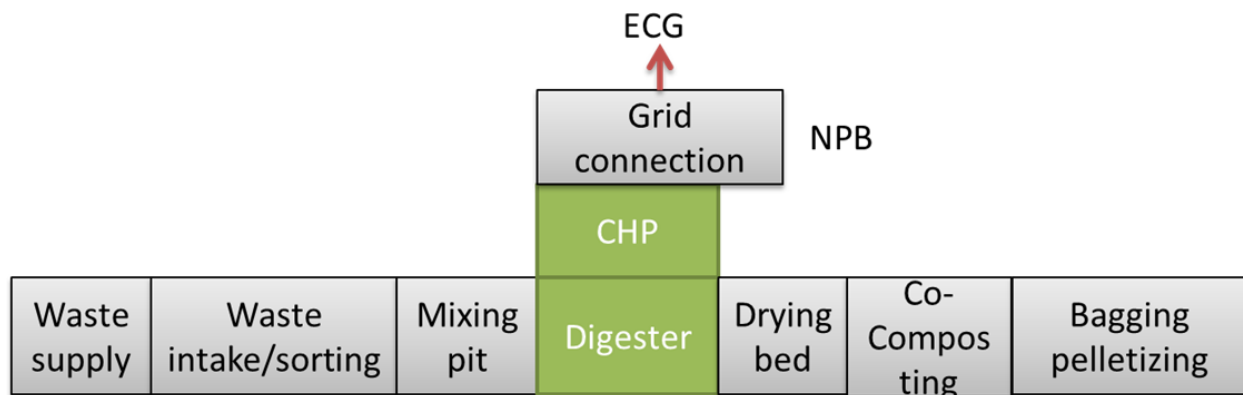 ECG
Grid
connection
NPB
CHP
Waste
supply
Waste
intake/sorting
Mixing
pit
Digester
Drying
bed
Co-
Compos
ting
Bagging
pelletizing